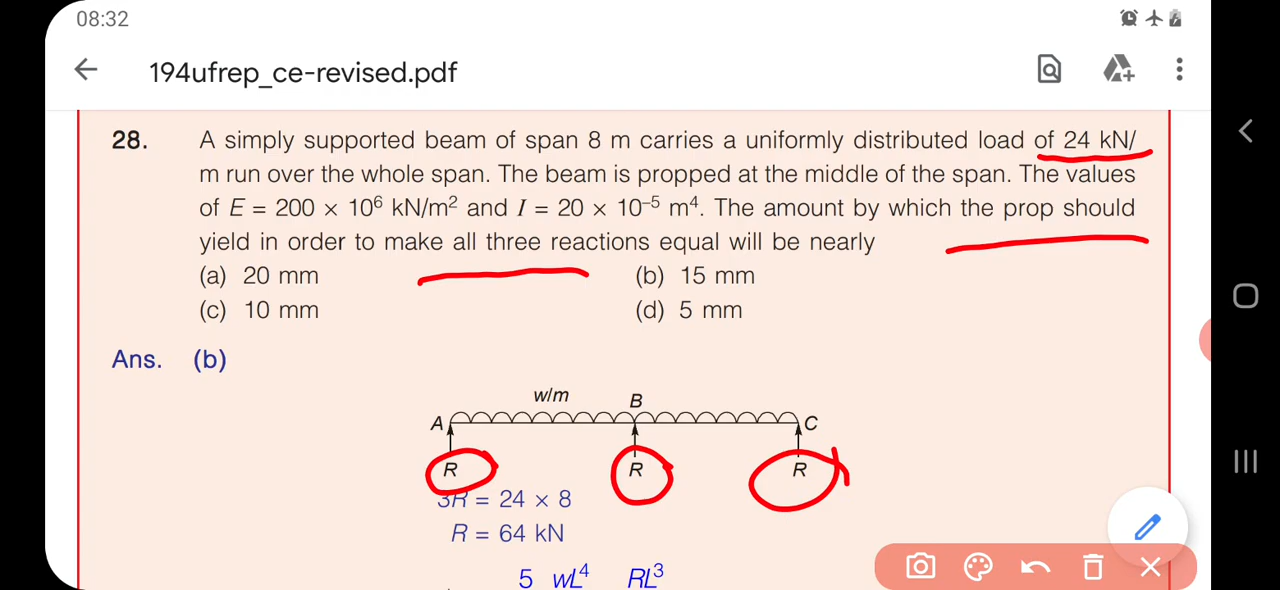 08:32
194ufrep_ce-revised.pdf
28. A simply supported beam of span 8 m carries a uniformly distributed load of 24 kN/
m run over the whole span. The beam is propped at the middle of the span. The values
of E = 200 × 10⁶ kN/m² and I = 20 × 10⁻⁵ m⁴. The amount by which the prop should
yield in order to make all three reactions equal will be nearly
(a) 20 mm (b) 15 mm
(c) 10 mm (d) 5 mm
Ans. (b)
w/m
A B C
R R R
3R = 24 × 8
R = 64 kN
5 wL⁴ RL³